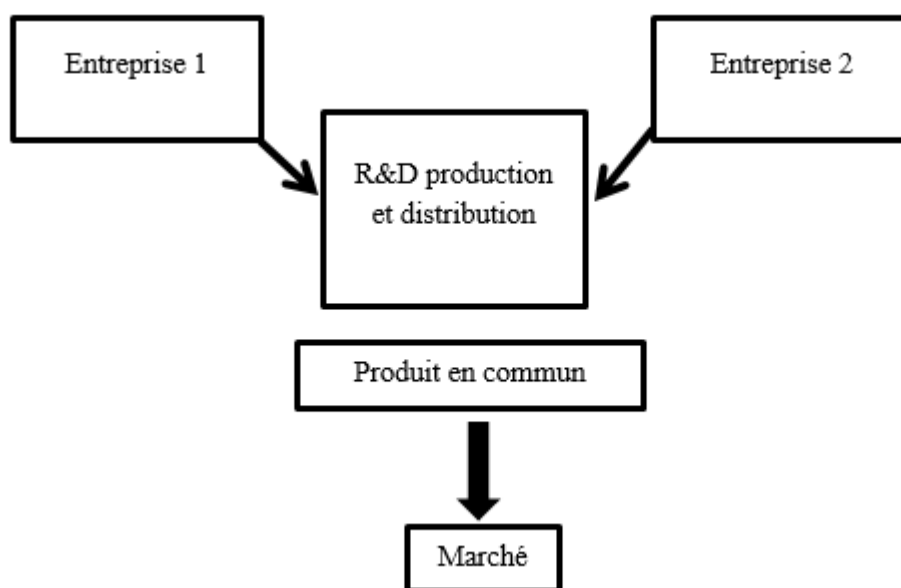 Entreprise 1
Entreprise 2
R&D production
et distribution
Produit en commun
Marché